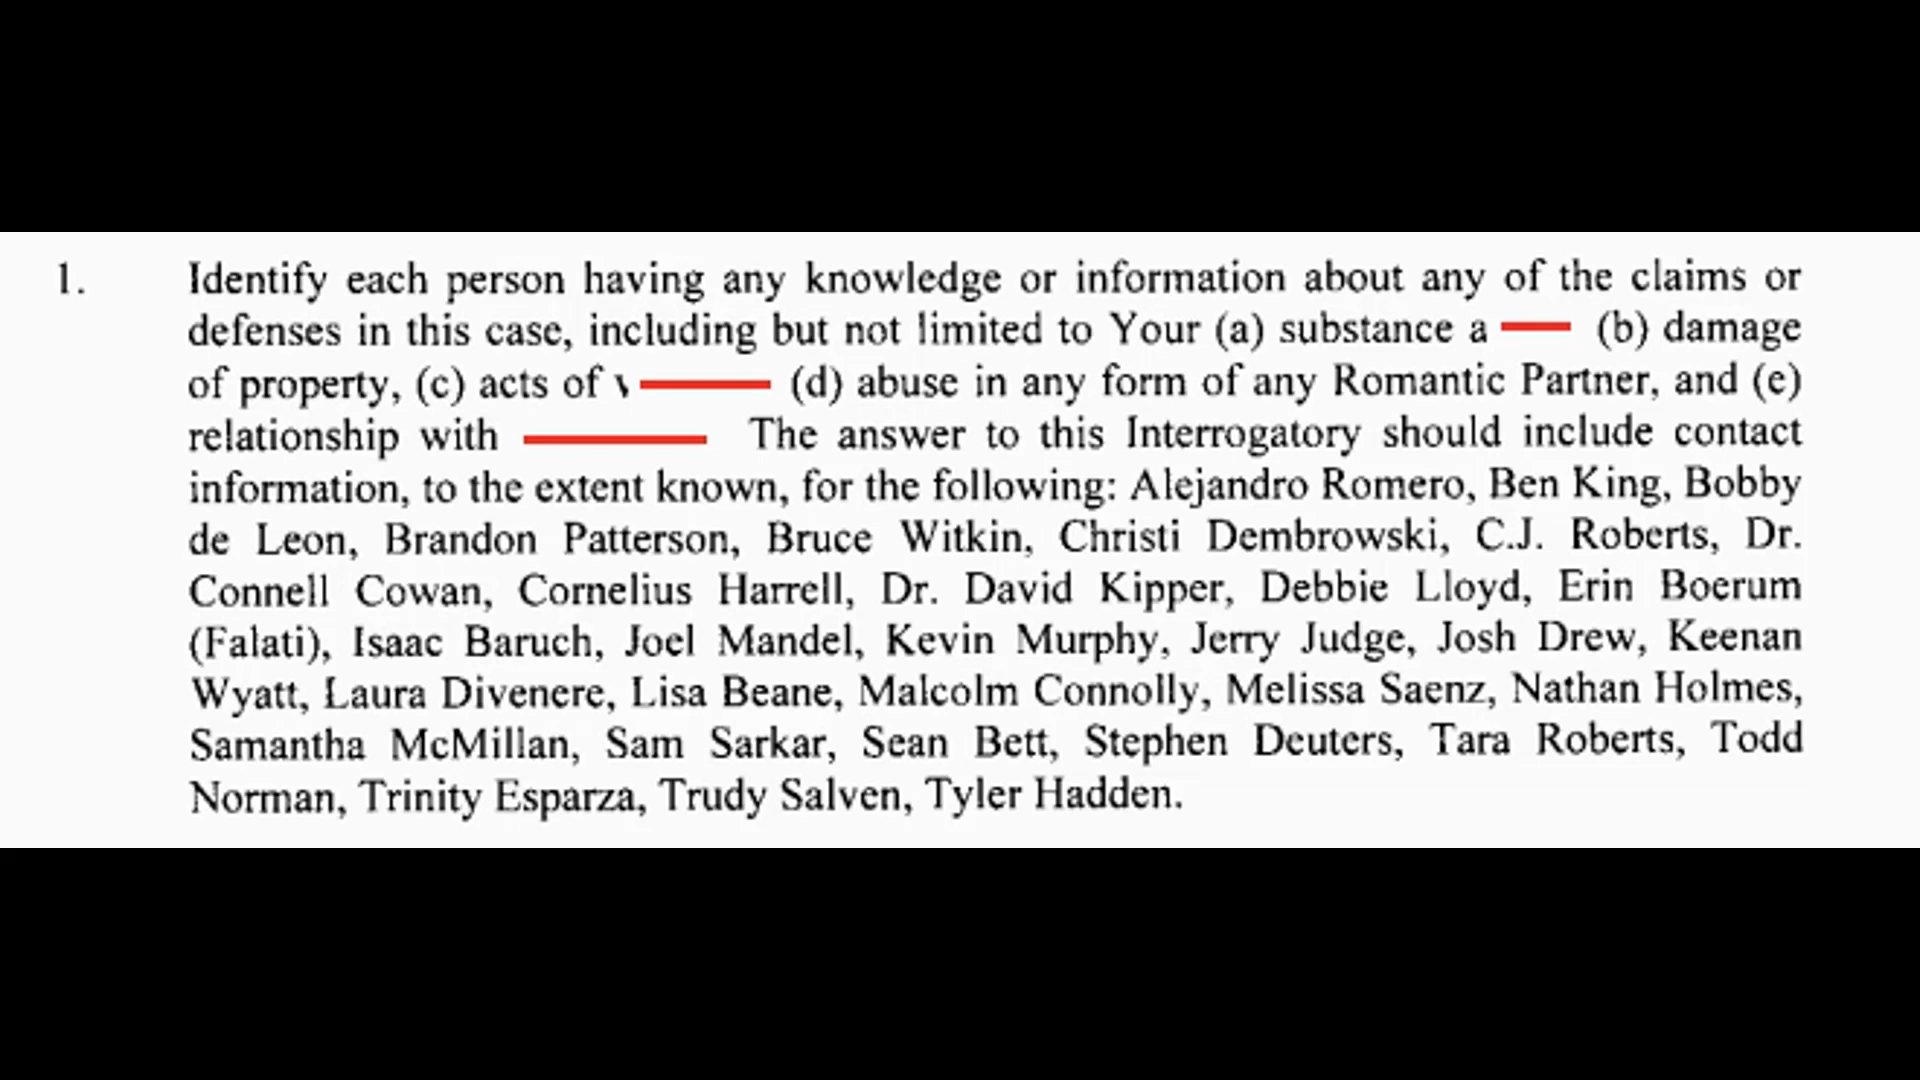 1. Identify each person having any knowledge or information about any of the claims or
defenses in this case, including but not limited to Your (a) substance a (b) damage
of property, (c) acts of (d) abuse in any form of any Romantic Partner, and (e)
relationship with The answer to this Interrogatory should include contact
information, to the extent known, for the following: Alejandro Romero, Ben King, Bobby
de Leon, Brandon Patterson, Bruce Witkin, Christi Dembrowski, C.J. Roberts, Dr.
Connell Cowan, Cornelius Harrell, Dr. David Kipper, Debbie Lloyd, Erin Boerum
(Falati), Isaac Baruch, Joel Mandel, Kevin Murphy, Jerry Judge, Josh Drew, Keenan
Wyatt, Laura Divenere, Lisa Beane, Malcolm Connolly, Melissa Saenz, Nathan Holmes,
Samantha McMillan, Sam Sarkar, Sean Bett, Stephen Deuters, Tara Roberts, Todd
Norman, Trinity Esparza, Trudy Salven, Tyler Hadden.